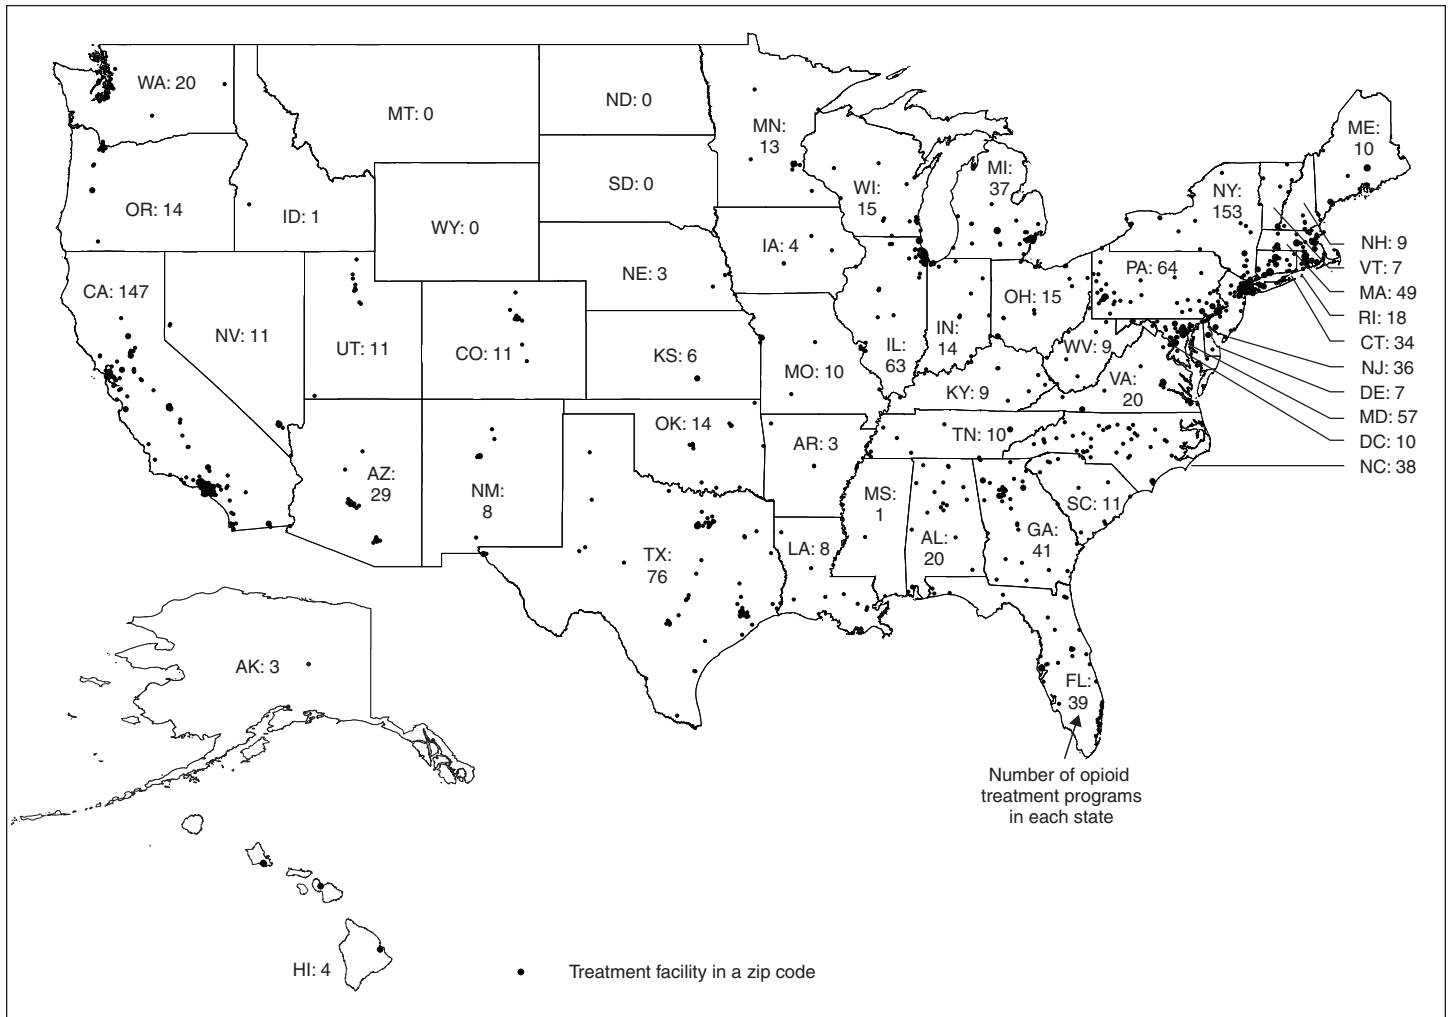 WA: 20
MT: 0
ND: 0
MN:
13
ME:
10
OR: 14
ID: 1
WY: 0
SD: 0
WI:
15
MI:
37
NY:
153
NH: 9
VT: 7
MA: 49
RI: 18
CT: 34
NJ: 36
DE: 7
MD: 57
DC: 10
NC: 38
CA: 147
NV: 11
UT: 11
CO: 11
NE: 3
IA: 4
PA: 64
OH: 15
IN:
14
IL:
63
WV: 9
VA:
20
KS: 6
MO: 10
KY: 9
AZ:
29
NM:
8
OK: 14
AR: 3
TN: 10
MS:
1
AL:
20
GA:
41
SC: 11
TX:
76
LA: 8
FL:
39
AK: 3
HI: 4
Number of opioid
treatment programs
in each state
Treatment facility in a zip code